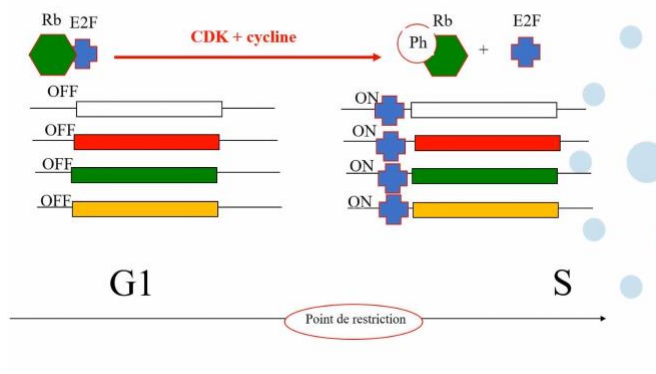 Rb E2F
CDK + cycline
Rb
E2F
Ph
+
OFF
ON
OFF
ON
OFF
ON
OFF
ON
G1
S
Point de restriction